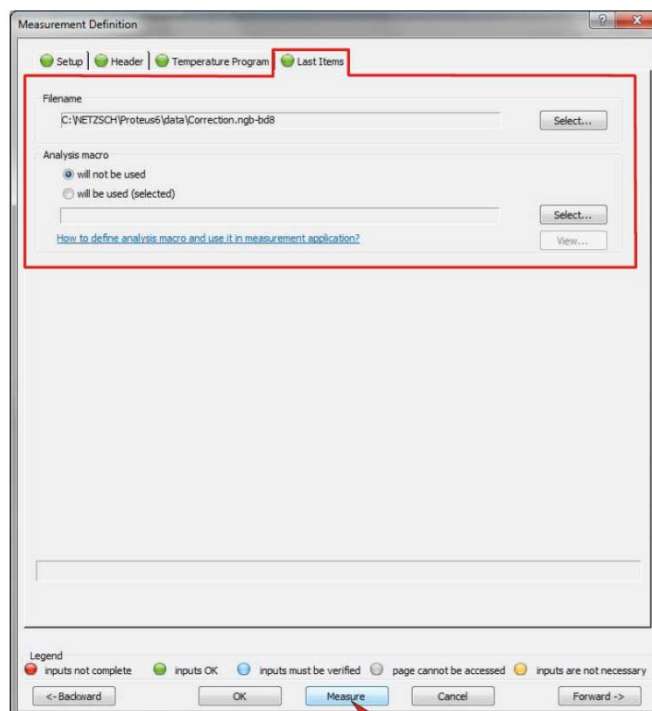 Measurement Definition
Setup Header Temperature Program Last Items
Filename
C:\NETZSCH\Proteus6\data\Correction.ngb-bd8 Select...
Analysis macro
will not be used
will be used (selected)
Select...
How to define analysis macro and use it in measurement application? View...
Legend
inputs not complete inputs OK inputs must be verified page cannot be accessed inputs are not necessary
<- Backward OK Measure Cancel Forward ->